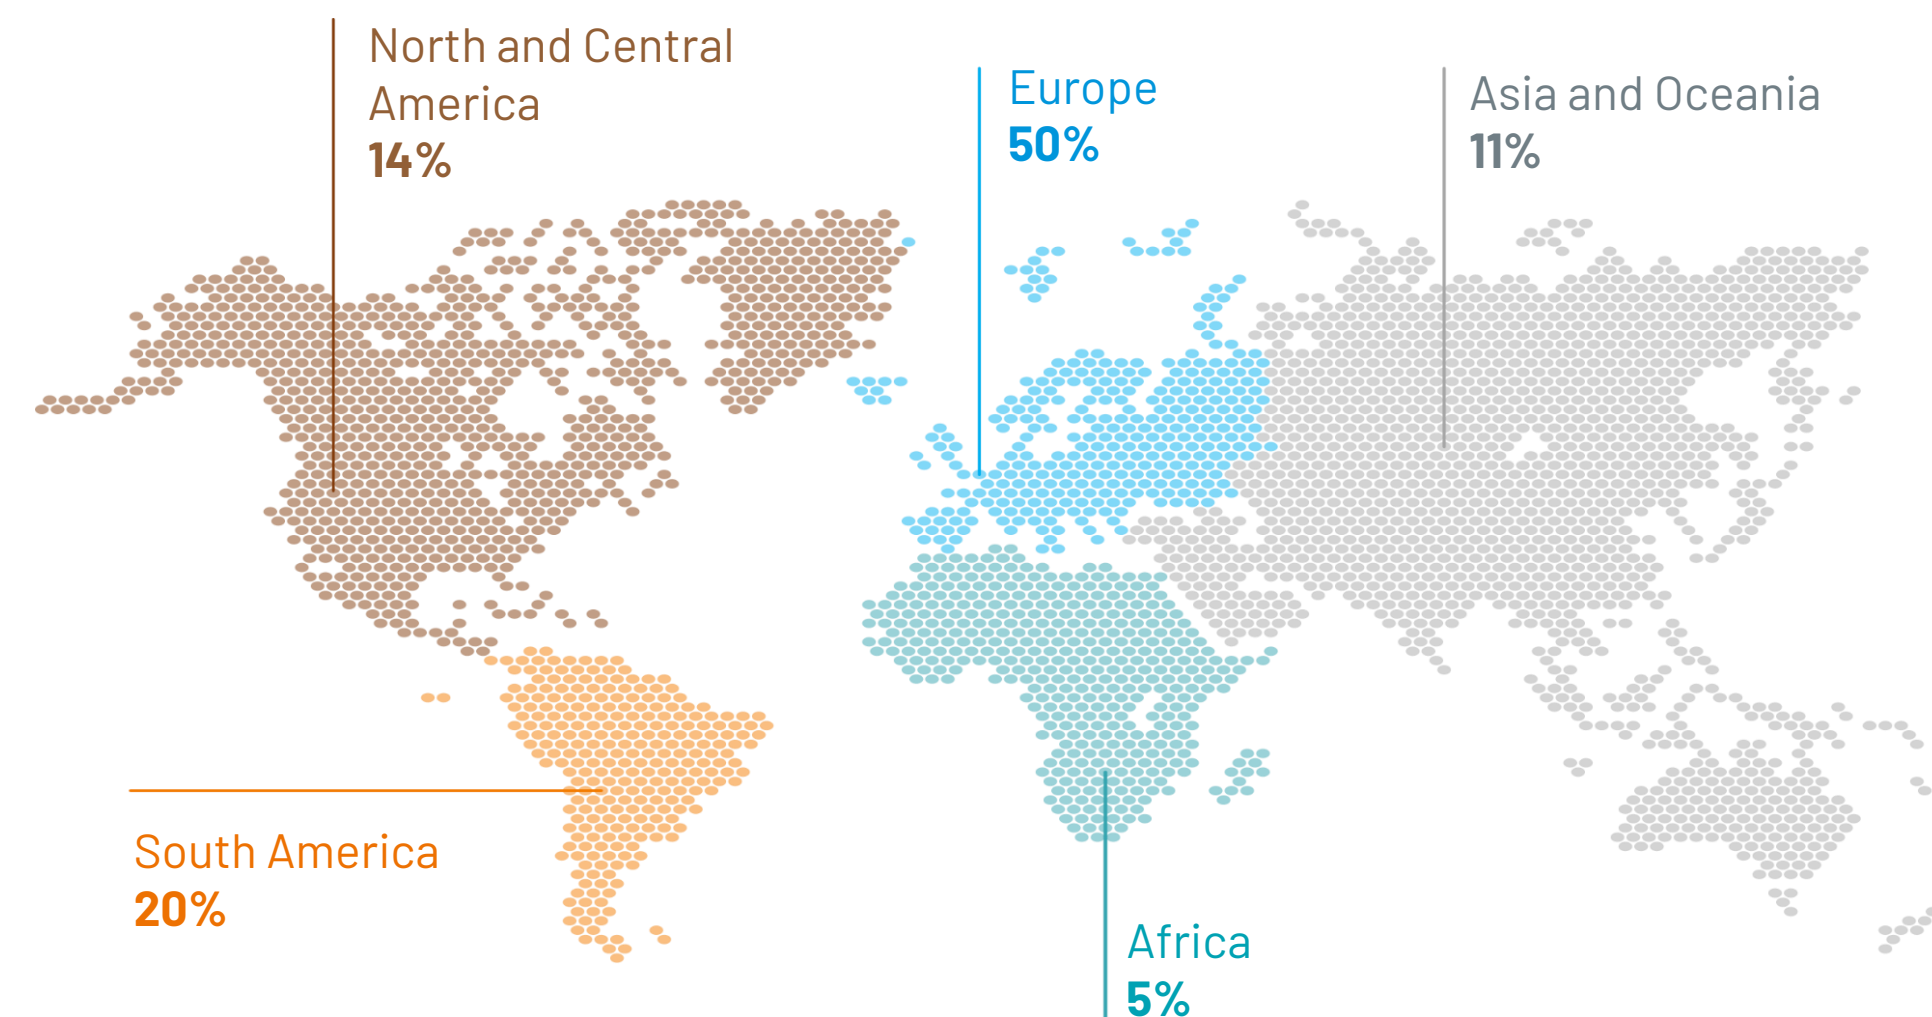 North and Central
America
14%
Europe
50%
Asia and Oceania
11%
South America
20%
Africa
5%